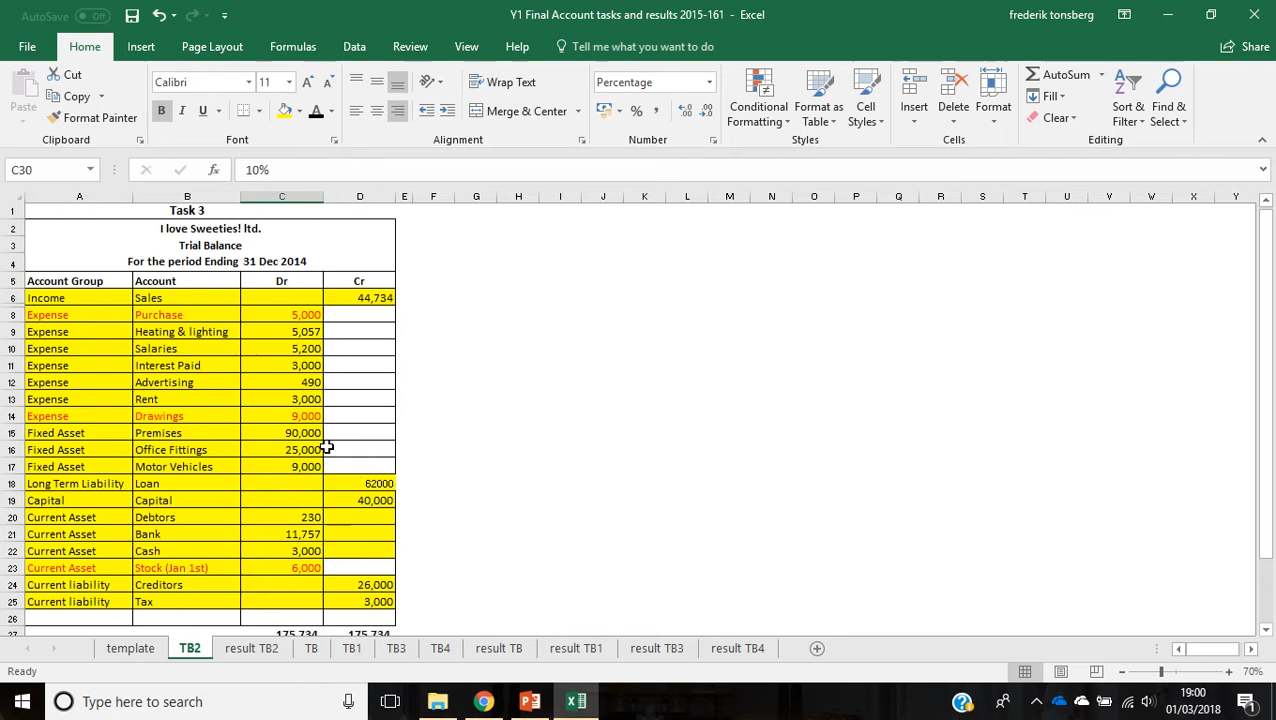 AutoSave Off
Y1 Final Account tasks and results 2015-161 – Excel
frederik tonsberg
File Home Insert Page Layout Formulas Data Review View Help Tell me what you want to do Share
Paste Cut Copy Format Painter
Calibri 11
B I U
Wrap Text
Merge & Center
Percentage
Conditional Formatting Format as Table Cell Styles
Insert Delete Format
AutoSum Fill Clear
Sort & Filter Find & Select
Clipboard Font Alignment Number Styles Cells Editing
C30 fx 10%
A B C D E F G H I J K L M N O P Q R S T U V W X Y
1 Task 3
2 I love Sweeties! ltd.
3 Trial Balance
4 For the period Ending 31 Dec 2014
5 Account Group Account Dr Cr
6 Income Sales 44,734
8 Expense Purchase 5,000
9 Expense Heating & lighting 5,057
10 Expense Salaries 5,200
11 Expense Interest Paid 3,000
12 Expense Advertising 490
13 Expense Rent 3,000
14 Expense Drawings 9,000
15 Fixed Asset Premises 90,000
16 Fixed Asset Office Fittings 25,000
17 Fixed Asset Motor Vehicles 9,000
18 Long Term Liability Loan 62000
19 Capital Capital 40,000
20 Current Asset Debtors 230
21 Current Asset Bank 11,757
22 Current Asset Cash 3,000
23 Current Asset Stock (Jan 1st) 6,000
24 Current liability Creditors 26,000
25 Current liability Tax 3,000
26
27 175,734 175,734
template TB2 result TB2 TB TB1 TB3 TB4 result TB result TB1 result TB3 result TB4
Ready 70%
Type here to search
19:00
01/03/2018
1